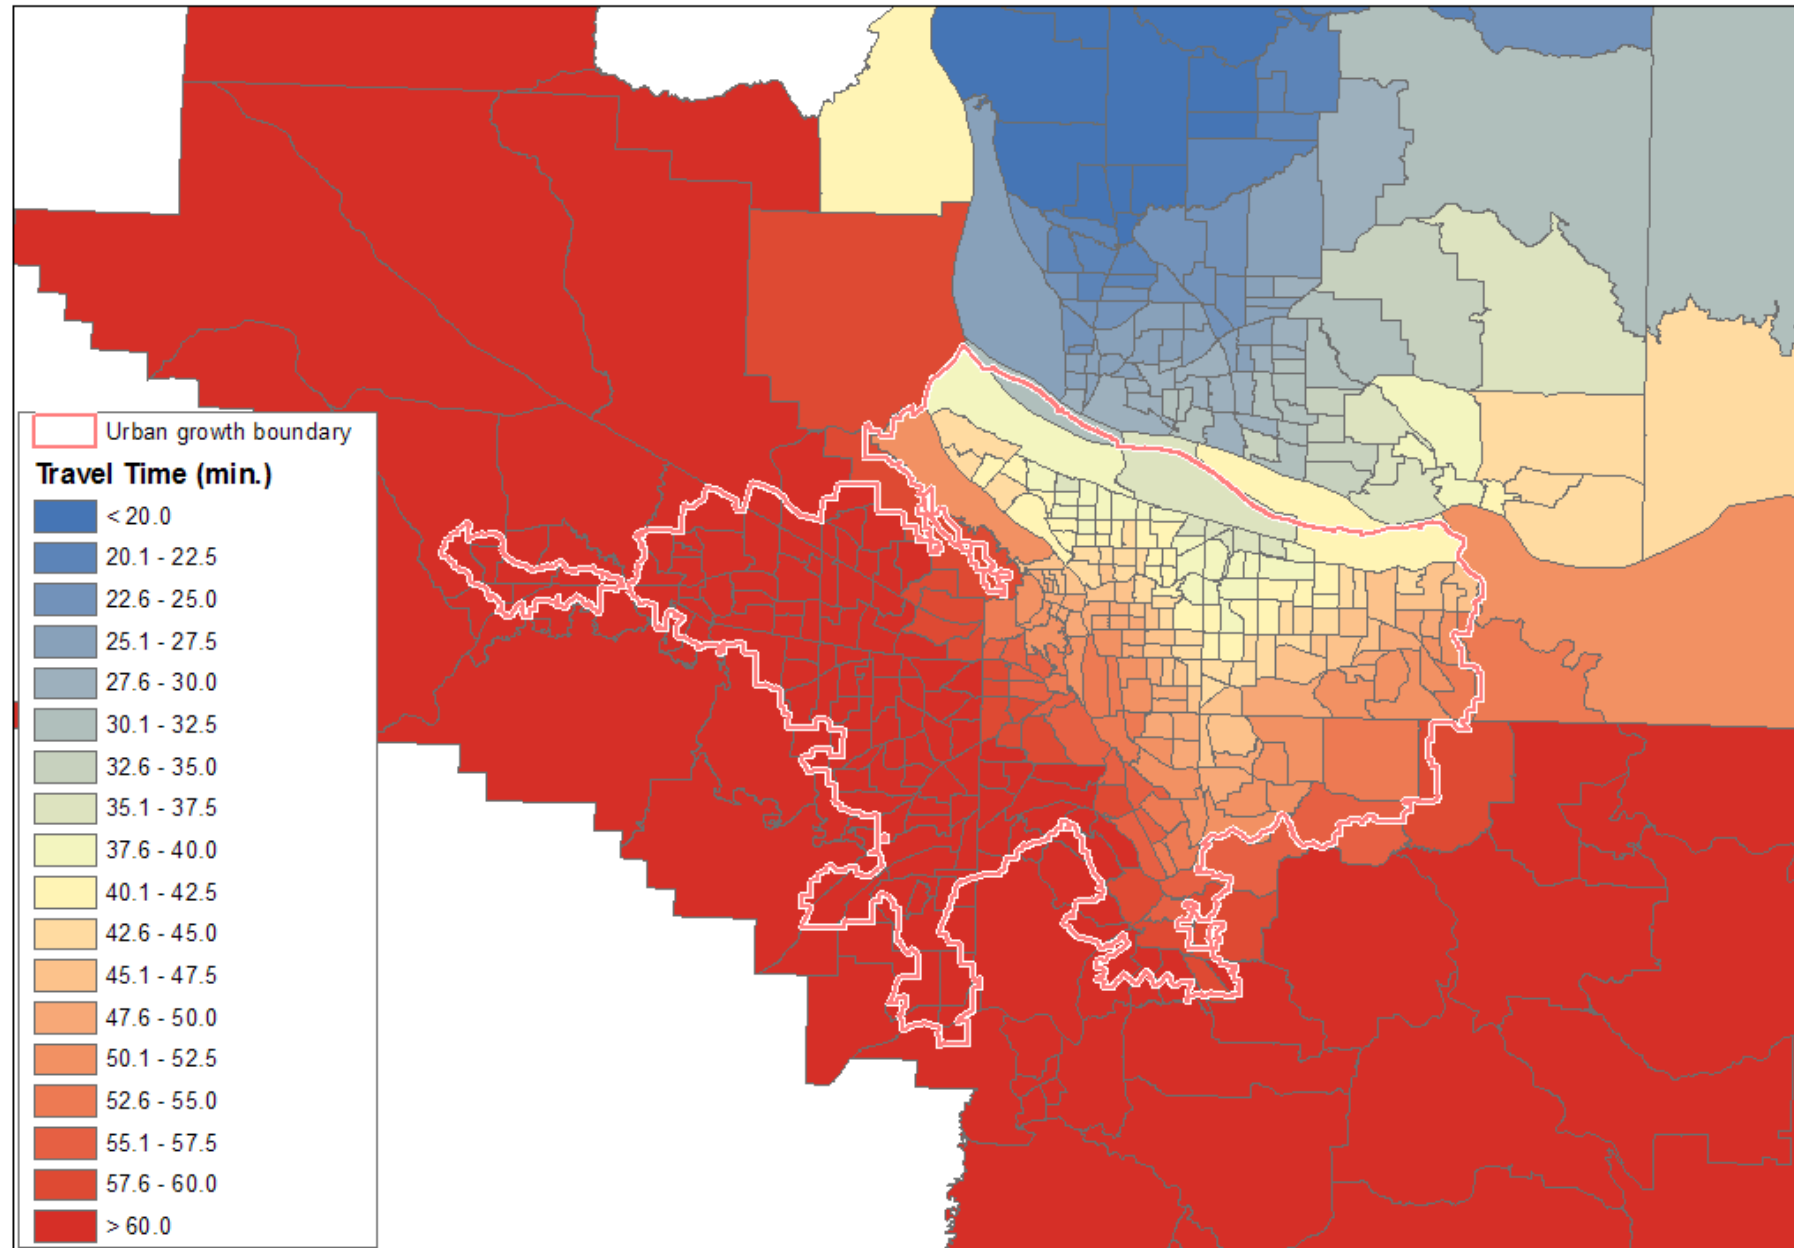 Urban growth boundary
Travel Time (min.)
< 20.0
20.1 - 22.5
22.6 - 25.0
25.1 - 27.5
27.6 - 30.0
30.1 - 32.5
32.6 - 35.0
35.1 - 37.5
37.6 - 40.0
40.1 - 42.5
42.6 - 45.0
45.1 - 47.5
47.6 - 50.0
50.1 - 52.5
52.6 - 55.0
55.1 - 57.5
57.6 - 60.0
> 60.0